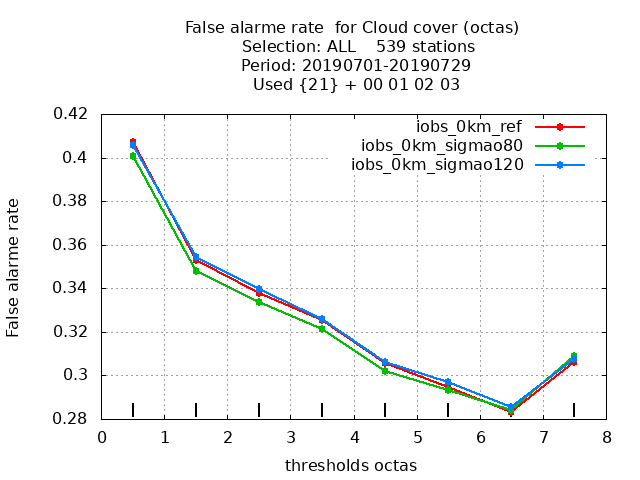 False alarme rate  for Cloud cover (octas)
Selection: ALL    539 stations
Period: 20190701-20190729
Used {21} + 00 01 02 03
iobs_0km_ref
iobs_0km_sigmao80
iobs_0km_sigmao120
False alarme rate
0.42
0.4
0.38
0.36
0.34
0.32
0.3
0.28
0 1 2 3 4 5 6 7 8
thresholds octas